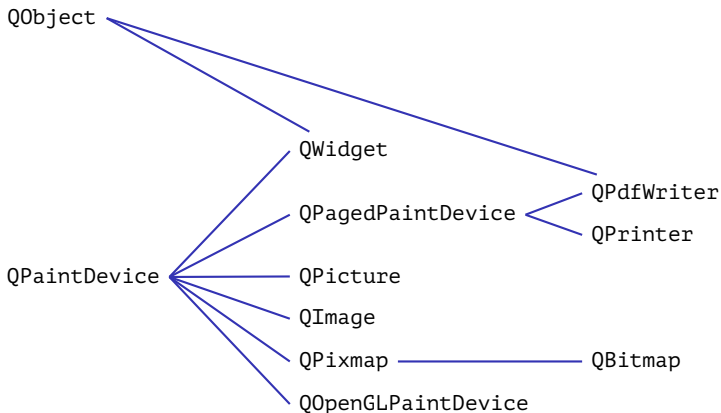 QObject
QWidget
QPdfWriter
QPagedPaintDevice
QPrinter
QPaintDevice
QPicture
QImage
QPixmap
QBitmap
QOpenGLPaintDevice